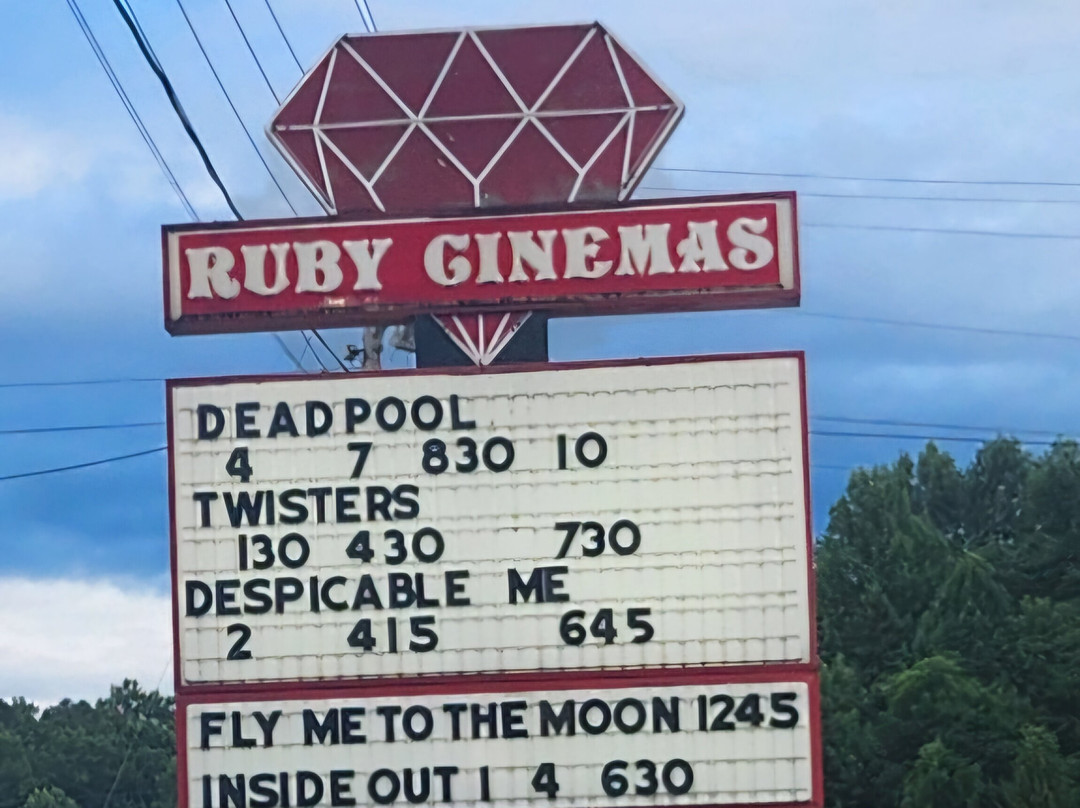 RUBY CINEMAS
DEADPOOL
4 7 830 10
TWISTERS
130 430 730
DESPICABLE ME
2 415 645
FLY ME TO THE MOON 1245
INSIDE OUT 1 4 630